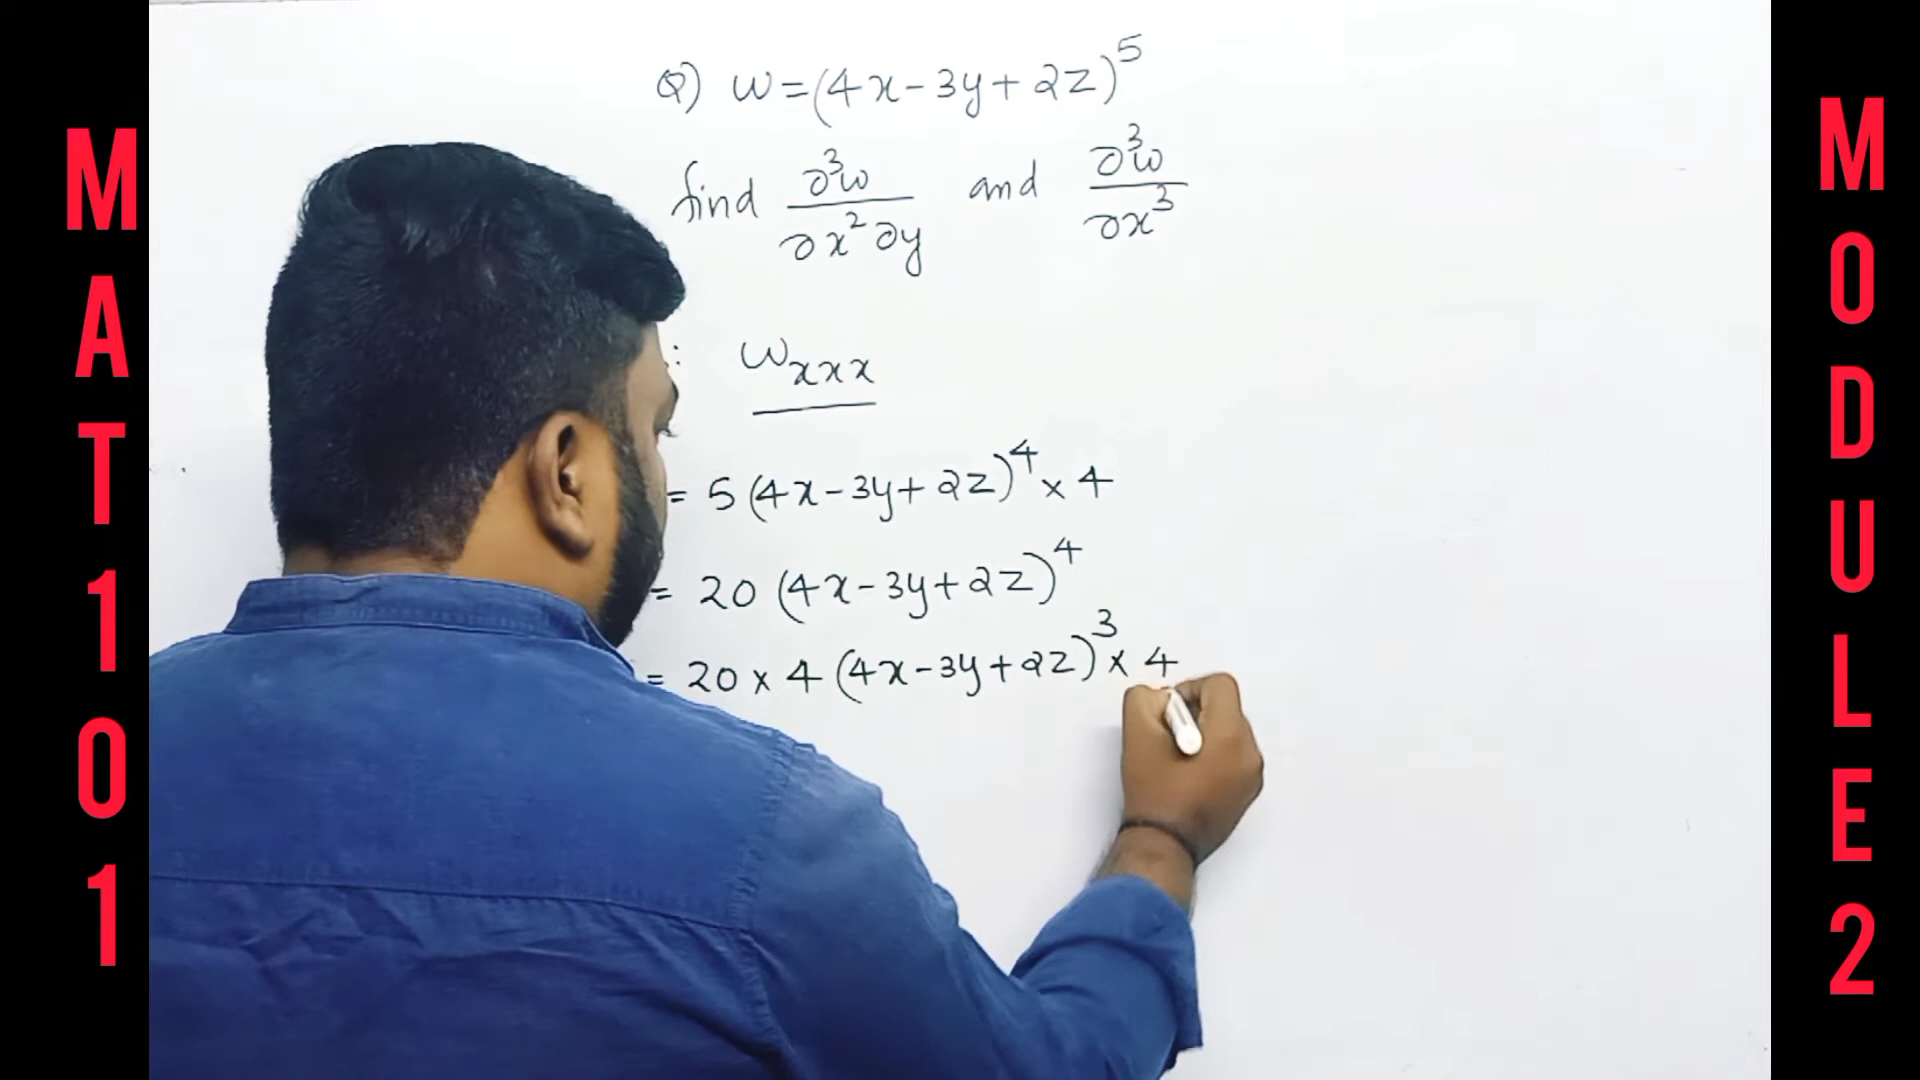 MAT101
Q) w=(4x-3y+2z)^5
find ∂³w/∂x²∂y and ∂³w/∂x³
: w_xxx
= 5(4x-3y+2z)^4 × 4
= 20 (4x-3y+2z)^4
= 20 × 4 (4x-3y+2z)^3 × 4
MODULE2